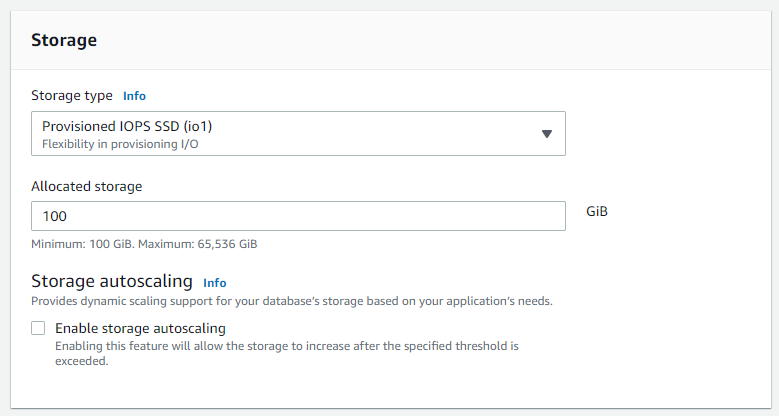 Storage
Storage type Info
Provisioned IOPS SSD (io1)
Flexibility in provisioning I/O
Allocated storage
100
GiB
Minimum: 100 GiB. Maximum: 65,536 GiB
Storage autoscaling Info
Provides dynamic scaling support for your database's storage based on your application's needs.
Enable storage autoscaling
Enabling this feature will allow the storage to increase after the specified threshold is
exceeded.